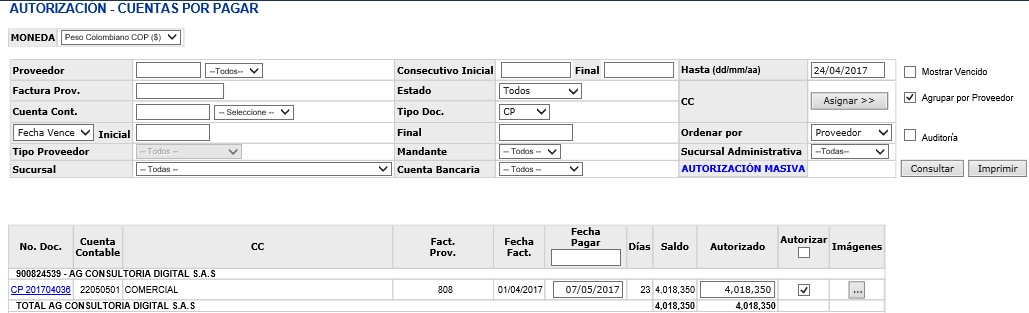 AUTORIZACIÓN - CUENTAS POR PAGAR
MONEDA Peso Colombiano COP ($)
Proveedor --Todos-- Consecutivo Inicial Final Hasta (dd/mm/aa) 24/04/2017 Mostrar Vencido
Factura Prov. Estado Todos CC Asignar >> Agrupar por Proveedor
Cuenta Cont. -- Seleccione -- Tipo Doc. CP
Fecha Vence Inicial Final Ordenar por Proveedor Auditoría
Tipo Proveedor -- Todos -- Mandante -- Todos -- Sucursal Administrativa --Todas--
Sucursal -- Todas -- Cuenta Bancaria -- Todos -- AUTORIZACIÓN MASIVA Consultar Imprimir
No. Doc. Cuenta Contable CC Fact. Prov. Fecha Fact. Fecha Pagar Días Saldo Autorizado Autorizar Imágenes
900824539 - AG CONSULTORIA DIGITAL S.A.S
CP 201704036 22050501 COMERCIAL 808 01/04/2017 07/05/2017 23 4,018,350 4,018,350 ...
TOTAL AG CONSULTORIA DIGITAL S.A.S 4,018,350 4,018,350